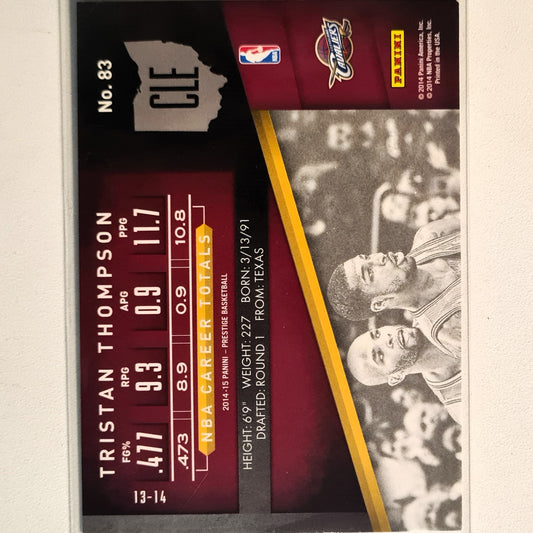 No. 83
CLE
NBA
CAVALIERS
PANINI
© 2014 Panini America, Inc.
© 2014 NBA Properties, Inc.
Printed in the USA.
TRISTAN THOMPSON
FG% RPG APG PPG
13-14 .477 9.3 0.9 11.7
.473 8.9 0.9 10.8
NBA CAREER TOTALS
2014-15 PANINI – PRESTIGE BASKETBALL
HEIGHT: 6'9" WEIGHT: 227 BORN: 3/13/91
DRAFTED: ROUND 1 FROM: TEXAS